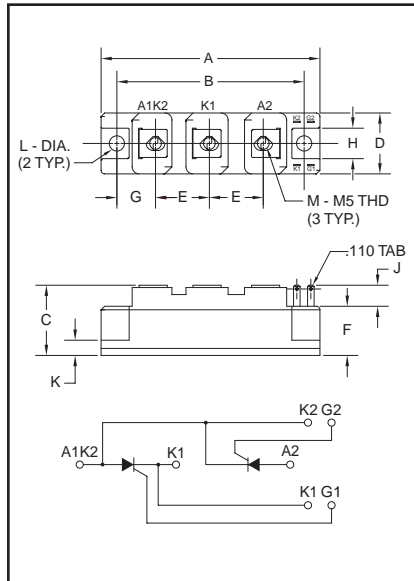 A
B
A1K2 K1 A2
K2 G2
L - DIA.
(2 TYP.)
H
D
K1 G1
G
E
E
M - M5 THD
(3 TYP.)
.110 TAB
J
C
F
K
K2 G2
A1K2
K1
A2
K1 G1